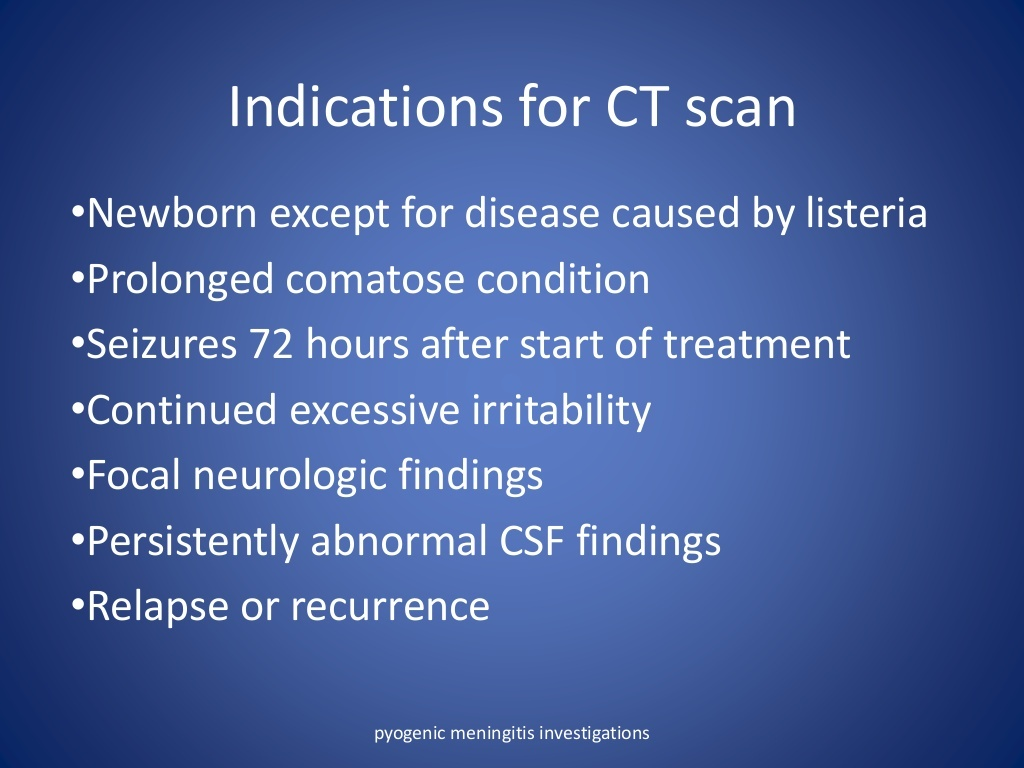 Indications for CT scan
•Newborn except for disease caused by listeria
•Prolonged comatose condition
•Seizures 72 hours after start of treatment
•Continued excessive irritability
•Focal neurologic findings
•Persistently abnormal CSF findings
•Relapse or recurrence
pyogenic meningitis investigations